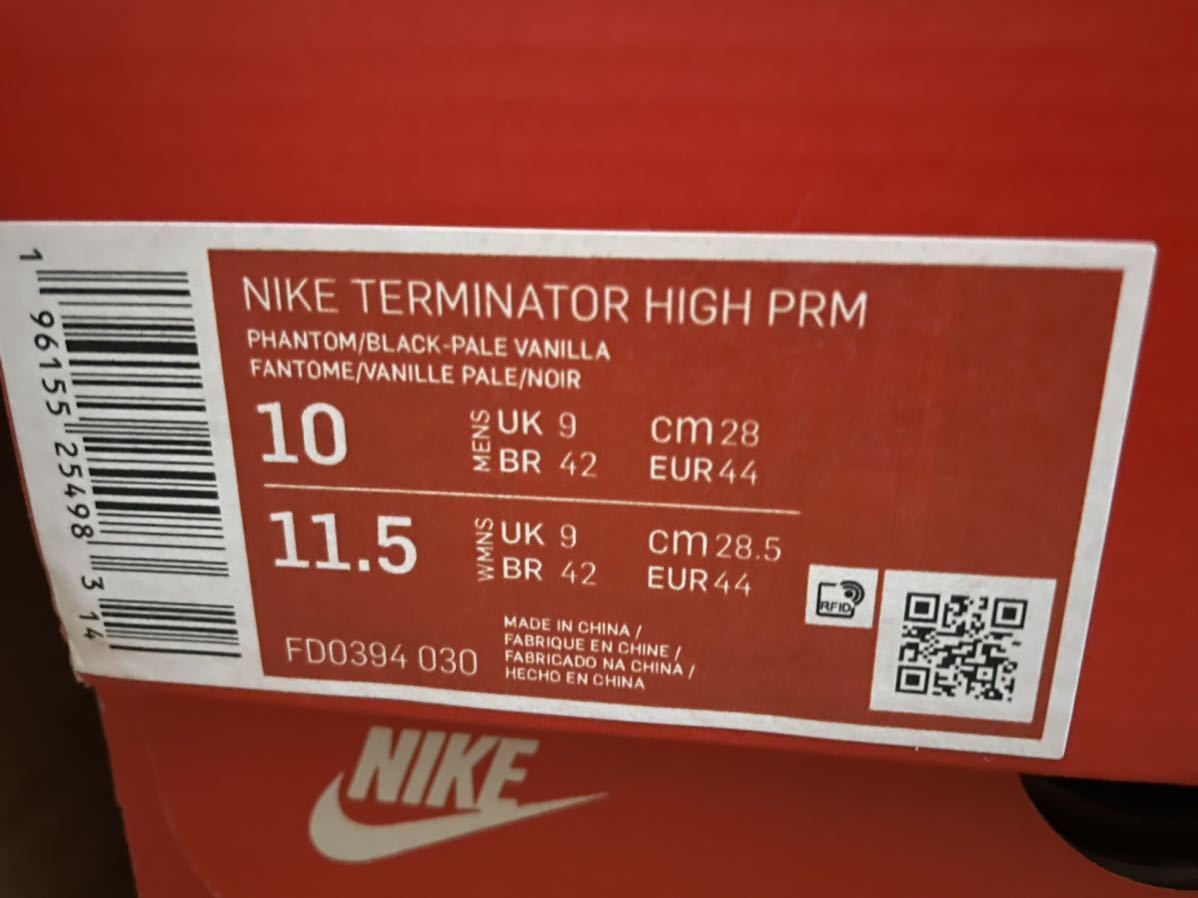 NIKE TERMINATOR HIGH PRM
PHANTOM/BLACK-PALE VANILLA
FANTOME/VANILLE PALE/NOIR
10 MENS UK 9 cm 28
BR 42 EUR 44
11.5 WMNS UK 9 cm 28.5
BR 42 EUR 44
FD0394 030
MADE IN CHINA /
FABRIQUE EN CHINE /
FABRICADO NA CHINA /
HECHO EN CHINA
RFID
1 96155 25498 3 14
NIKE